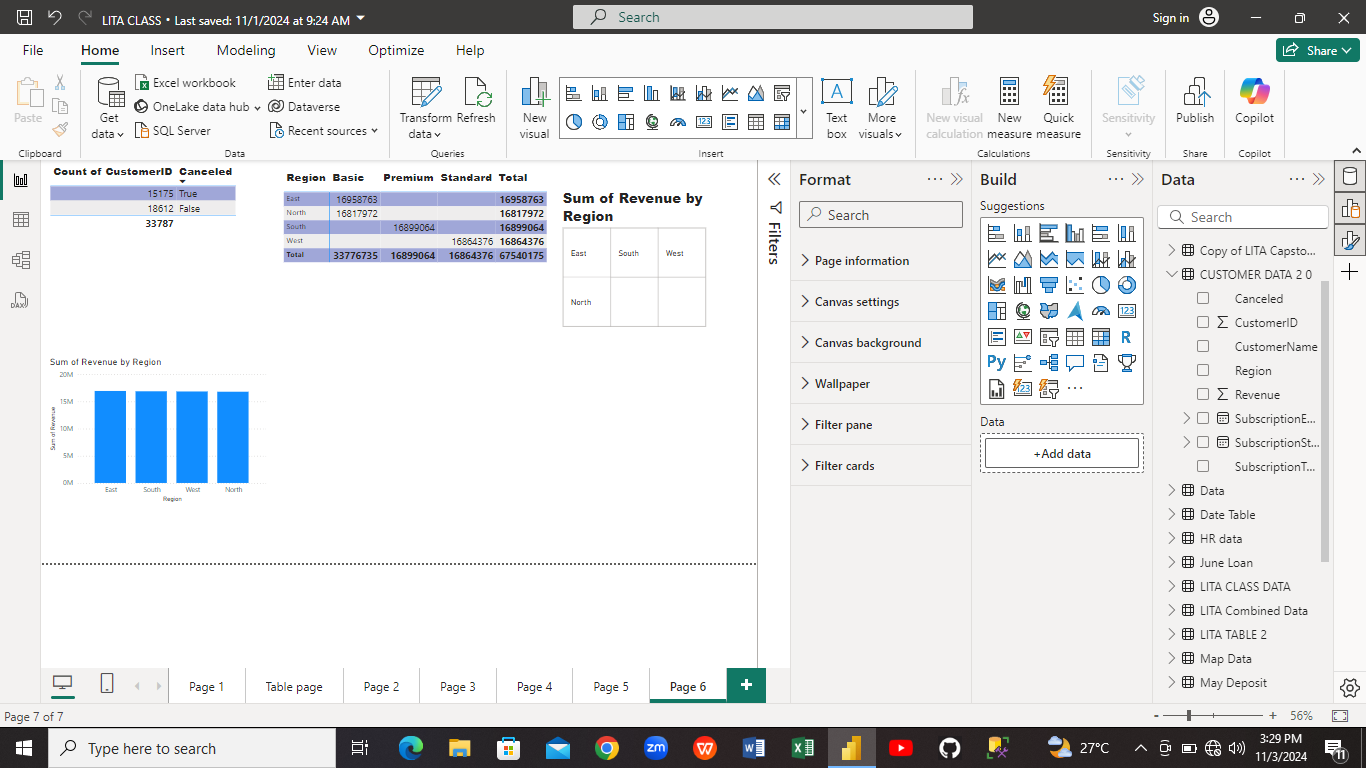 LITA CLASS • Last saved: 11/1/2024 at 9:24 AM
Search
Sign in
File Home Insert Modeling View Optimize Help
Share
Paste
Get data
Excel workbook
OneLake data hub
SQL Server
Enter data
Dataverse
Recent sources
Transform data
Refresh
New visual
Text box
More visuals
New visual calculation
New measure
Quick measure
Sensitivity
Publish
Copilot
Clipboard Data Queries Insert Calculations Sensitivity Share Copilot
Count of CustomerID Canceled
15175 True
18612 False
33787
Region Basic Premium Standard Total
East 16958763 16958763
North 16817972 16817972
South 16899064 16899064
West 16864376 16864376
Total 33776735 16899064 16864376 67540175
Sum of Revenue by
Region
East South West
North
Sum of Revenue by Region
20M
15M
10M
5M
0M
Sum of Revenue
East South West North
Region
Filters
Format
Search
Page information
Canvas settings
Canvas background
Wallpaper
Filter pane
Filter cards
Build
Suggestions
123
R
Py
123
Data
+Add data
Data
Search
Copy of LITA Capsto...
CUSTOMER DATA 2 0
Canceled
CustomerID
CustomerName
Region
Revenue
SubscriptionE...
SubscriptionSt...
SubscriptionT...
Data
Date Table
HR data
June Loan
LITA CLASS DATA
LITA Combined Data
LITA TABLE 2
Map Data
May Deposit
Page 1 Table page Page 2 Page 3 Page 4 Page 5 Page 6
Page 7 of 7
- + 56%
Type here to search
zm
27°C
3:29 PM
11/3/2024
11